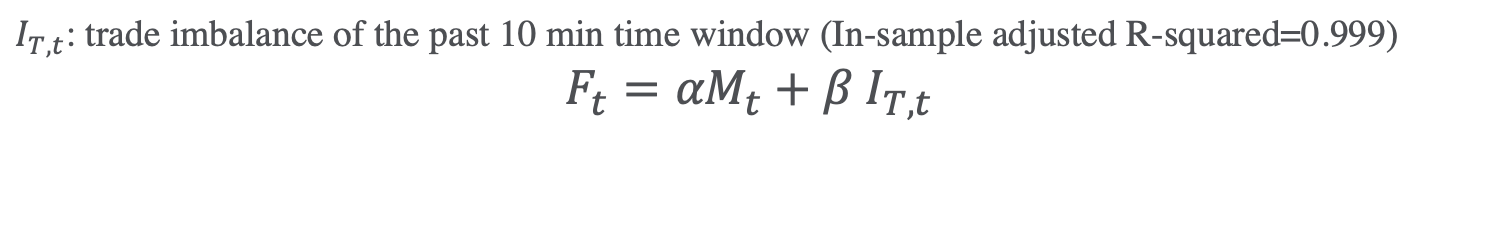 I_{T,t}: trade imbalance of the past 10 min time window (In-sample adjusted R-squared=0.999)
F_t = αM_t + β I_{T,t}